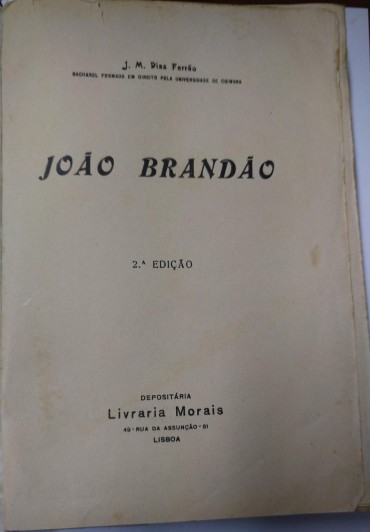 J. M. Dias Ferrão
BACHAREL FORMADO EM DIREITO PELA UNIVERSIDADE DE COIMBRA
JOÃO BRANDÃO
2.ª EDIÇÃO
DEPOSITÁRIA
Livraria Morais
49-RUA DA ASSUNÇÃO-51
LISBOA